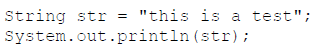 String str = "this is a test";
System.out.println(str);